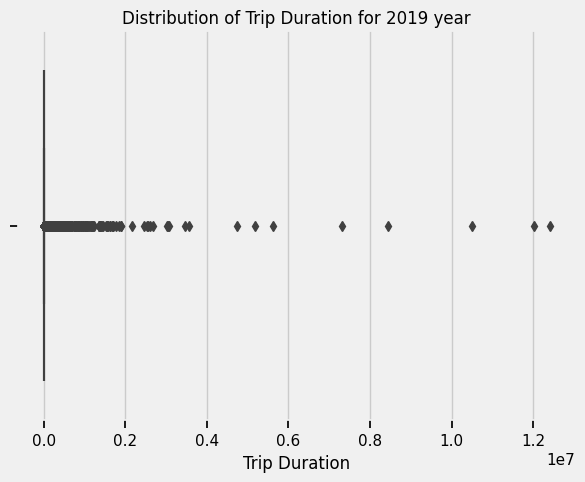 Distribution of Trip Duration for 2019 year
0.0 0.2 0.4 0.6 0.8 1.0 1.2
1e7
Trip Duration